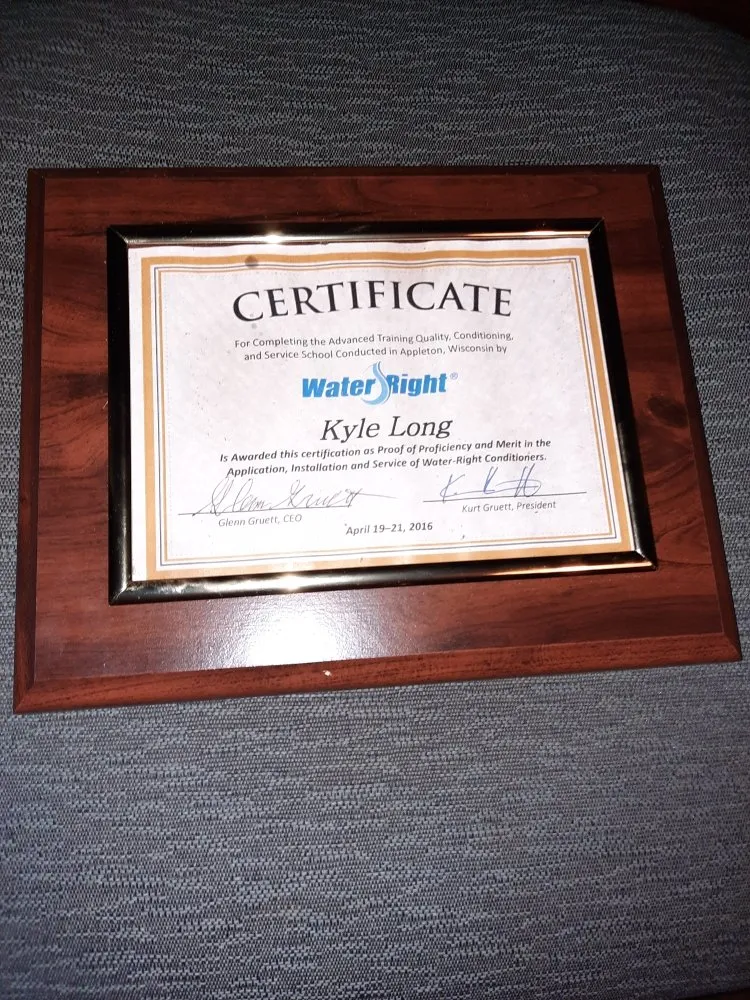 CERTIFICATE
For Completing the Advanced Training Quality, Conditioning,
and Service School Conducted in Appleton, Wisconsin by
Water Right®
Kyle Long
Is Awarded this certification as Proof of Proficiency and Merit in the
Application, Installation and Service of Water-Right Conditioners.
Glenn Gruett
Glenn Gruett, CEO
Kurt Gruett, President
April 19–21, 2016